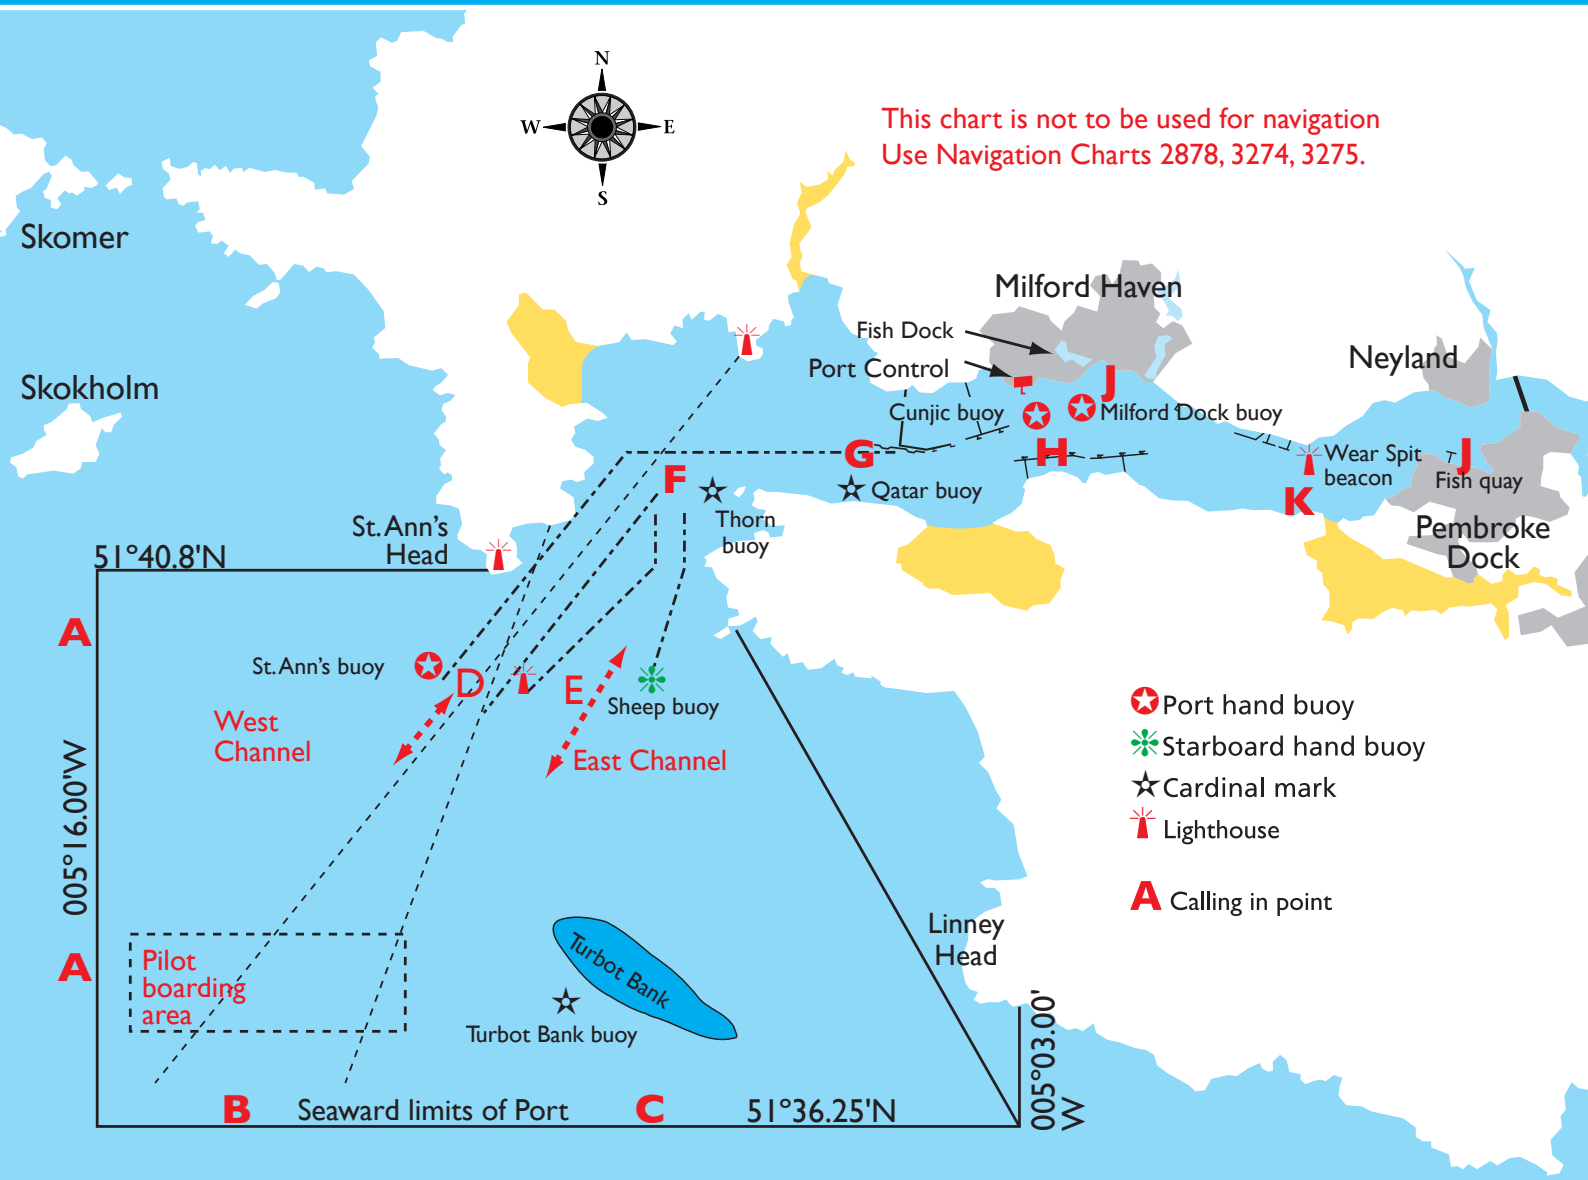 N
W
E
S
This chart is not to be used for navigation
Use Navigation Charts 2878, 3274, 3275.
Skomer
Milford Haven
Fish Dock
Neyland
Port Control
Skokholm
J
Cunjic buoy
Milford Dock buoy
G
H
Wear Spit
beacon
J
F
Qatar buoy
Fish quay
K
Thorn
buoy
St. Ann's
Head
Pembroke
Dock
51°40.8'N
A
St. Ann's buoy
D
E
Sheep buoy
West
Channel
East Channel
Port hand buoy
Starboard hand buoy
Cardinal mark
Lighthouse
A Calling in point
005°16.00'W
Linney
Head
A
Pilot
boarding
area
Turbot Bank
Turbot Bank buoy
005°03.00'
W
B
Seaward limits of Port
C
51°36.25'N